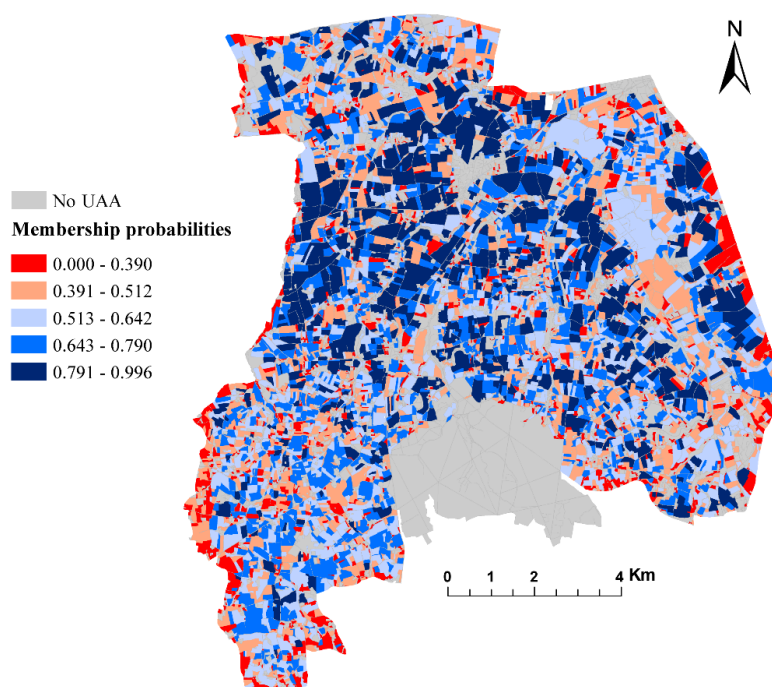 N
No UAA
Membership probabilities
0.000 - 0.390
0.391 - 0.512
0.513 - 0.642
0.643 - 0.790
0.791 - 0.996
0 1 2 4 Km